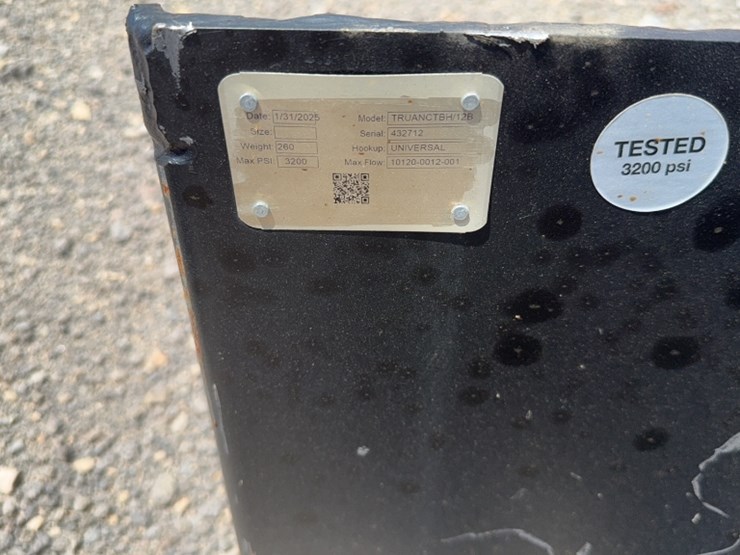 Date: 1/31/2025 Model: TRUANCTBH/12B
Size: Serial: 432712
Weight: 260 Hookup: UNIVERSAL
Max PSI: 3200 Max Flow: 10120-0012-001
TESTED
3200 psi